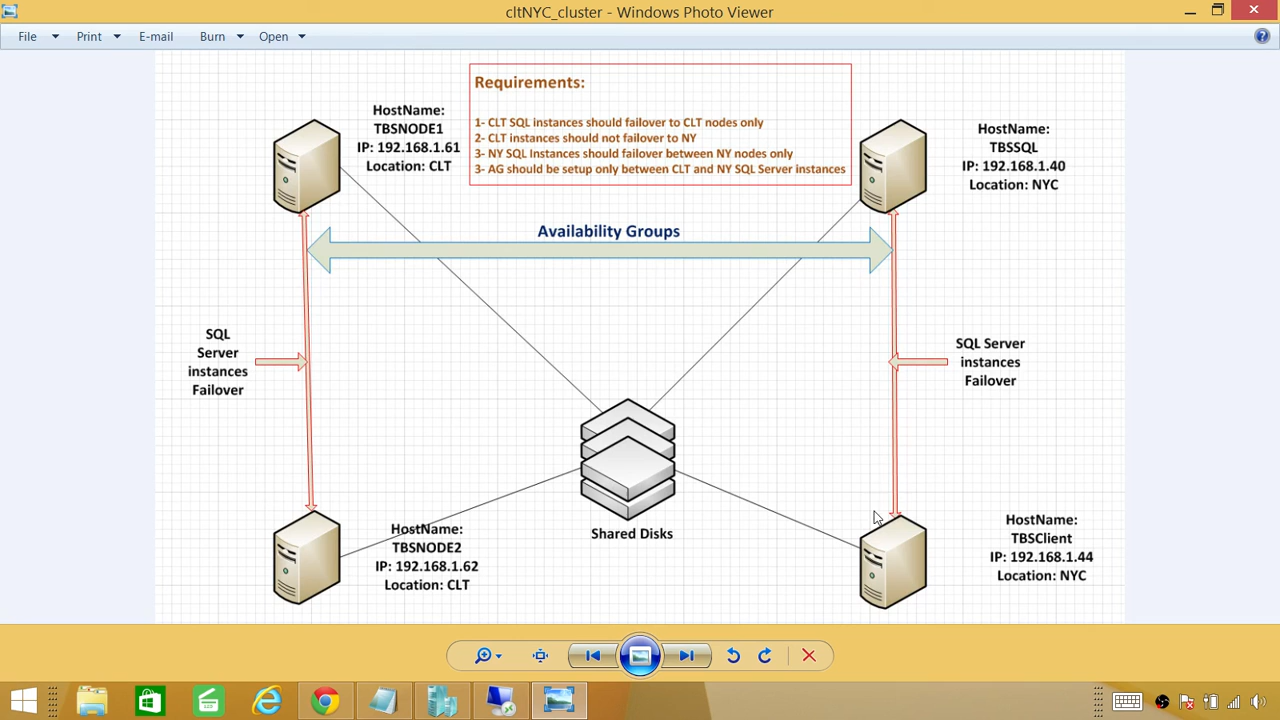 cltNYC_cluster - Windows Photo Viewer
File Print E-mail Burn Open
Requirements:
1- CLT SQL instances should failover to CLT nodes only
2- CLT instances should not failover to NY
3- NY SQL Instances should failover between NY nodes only
3- AG should be setup only between CLT and NY SQL Server instances
HostName:
TBSNODE1
IP: 192.168.1.61
Location: CLT
HostName:
TBSSQL
IP: 192.168.1.40
Location: NYC
Availability Groups
SQL
Server
instances
Failover
SQL Server
instances
Failover
Shared Disks
HostName:
TBSNODE2
IP: 192.168.1.62
Location: CLT
HostName:
TBSClient
IP: 192.168.1.44
Location: NYC